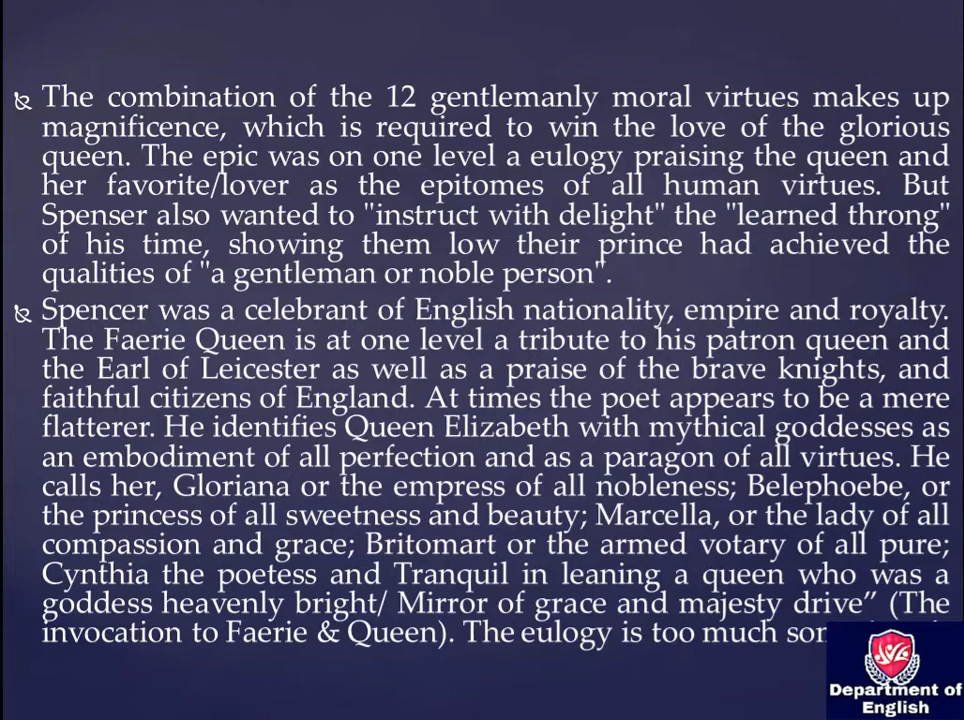 The combination of the 12 gentlemanly moral virtues makes up
magnificence, which is required to win the love of the glorious
queen. The epic was on one level a eulogy praising the queen and
her favorite/lover as the epitomes of all human virtues. But
Spenser also wanted to "instruct with delight" the "learned throng"
of his time, showing them low their prince had achieved the
qualities of "a gentleman or noble person".
Spencer was a celebrant of English nationality, empire and royalty.
The Faerie Queen is at one level a tribute to his patron queen and
the Earl of Leicester as well as a praise of the brave knights, and
faithful citizens of England. At times the poet appears to be a mere
flatterer. He identifies Queen Elizabeth with mythical goddesses as
an embodiment of all perfection and as a paragon of all virtues. He
calls her, Gloriana or the empress of all nobleness; Belephoebe, or
the princess of all sweetness and beauty; Marcella, or the lady of all
compassion and grace; Britomart or the armed votary of all pure;
Cynthia the poetess and Tranquil in leaning a queen who was a
goddess heavenly bright/ Mirror of grace and majesty drive” (The
invocation to Faerie & Queen). The eulogy is too much
Department of
English